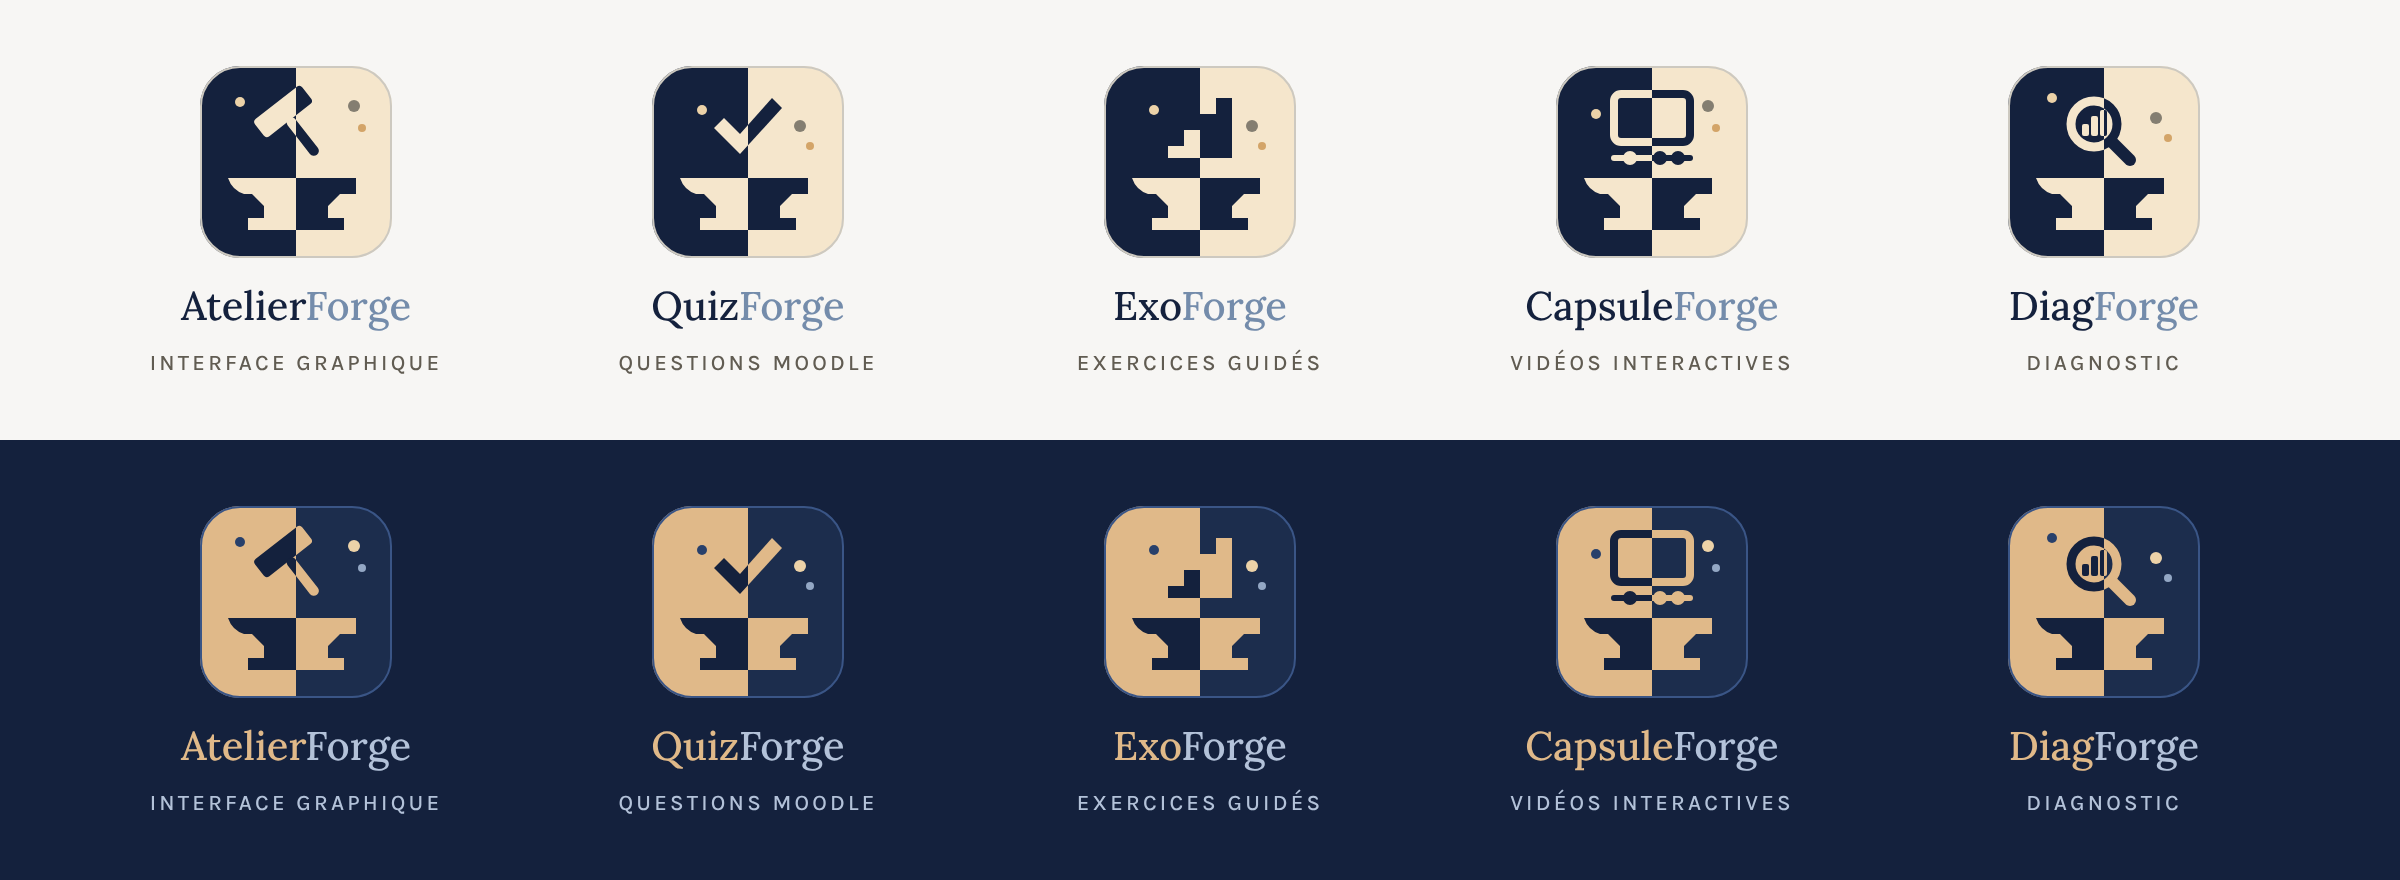 AtelierForge
INTERFACE GRAPHIQUE
QuizForge
QUESTIONS MOODLE
ExoForge
EXERCICES GUIDÉS
CapsuleForge
VIDÉOS INTERACTIVES
DiagForge
DIAGNOSTIC
AtelierForge
INTERFACE GRAPHIQUE
QuizForge
QUESTIONS MOODLE
ExoForge
EXERCICES GUIDÉS
CapsuleForge
VIDÉOS INTERACTIVES
DiagForge
DIAGNOSTIC